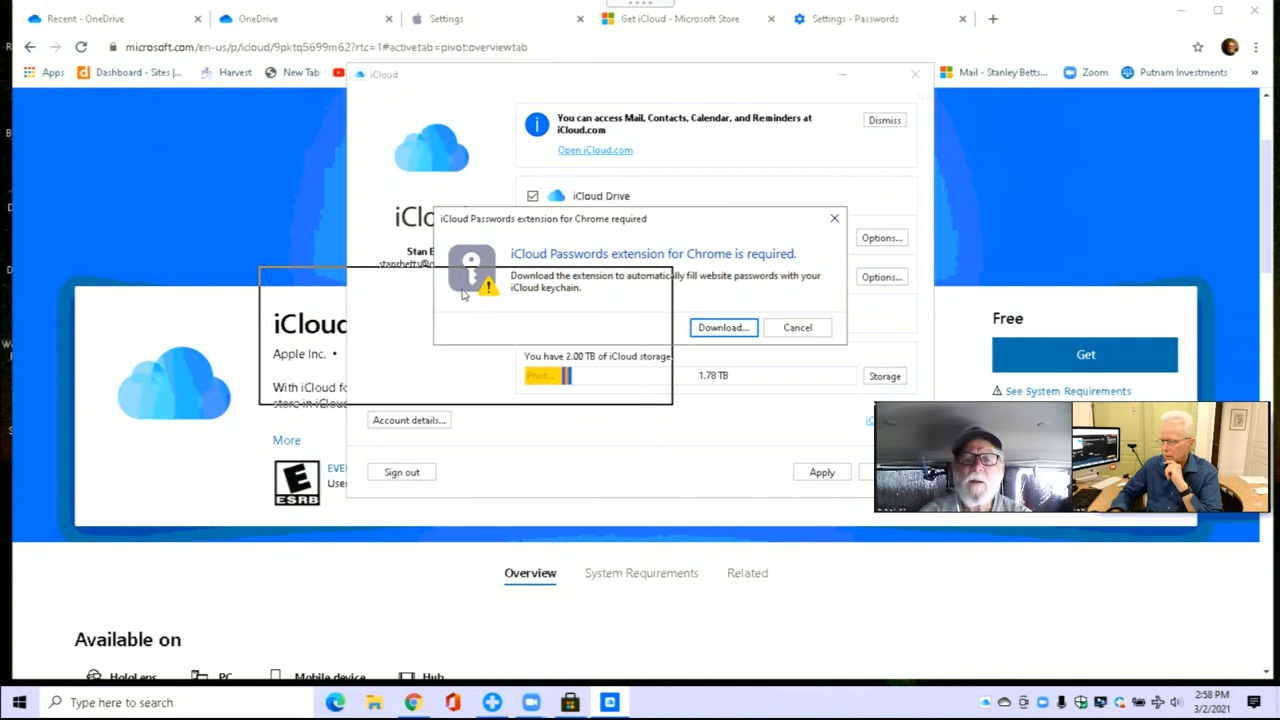 Recent - OneDrive
OneDrive
Settings
Get iCloud - Microsoft Store
Settings - Passwords
microsoft.com/en-us/p/icloud/9pktq5699m62?rtc=1#activetab=pivot:overviewtab
Apps
Dashboard - Sites |...
Harvest
New Tab
Mail - Stanley Betts...
Zoom
Putnam Investments
»
iCloud
You can access Mail, Contacts, Calendar, and Reminders at
iCloud.com
Dismiss
Open iCloud.com
iCloud Drive
iCloud Passwords extension for Chrome required
iCloud Passwords extension for Chrome is required.
Download the extension to automatically fill website passwords with your
iCloud keychain.
Download...
Cancel
Options...
Options...
Stan
You have 2.00 TB of iCloud storage
Phot...
1.78 TB
Storage
Account details...
Sign out
Apply
iCloud
Apple Inc. •
With iCloud fo
store in iClou
More
ESRB
Free
Get
See System Requirements
Overview
System Requirements
Related
Available on
HoloLens
PC
Mobile device
Hub
Type here to search
2:58 PM
3/2/2021